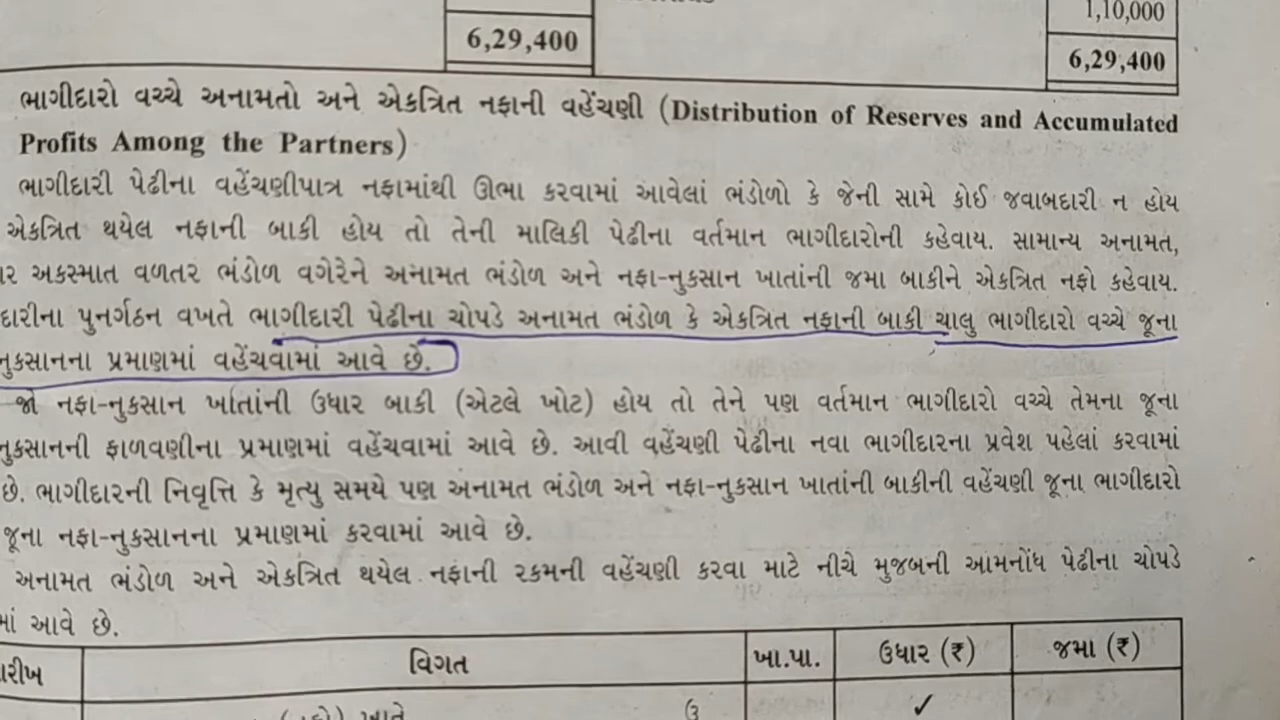 1,10,000
6,29,400
6,29,400
ભાગીદારો વચ્ચે અનામતો અને એકત્રિત નફાની વહેંચણી (Distribution of Reserves and Accumulated
Profits Among the Partners)
ભાગીદારી પેઢીના વહેંચણીપાત્ર નફામાંથી ઊભા કરવામાં આવેલાં ભંડોળો કે જેની સામે કોઈ જવાબદારી ન હોય
એકત્રિત થયેલ નફાની બાકી હોય તો તેની માલિકી પેઢીના વર્તમાન ભાગીદારોની કહેવાય. સામાન્ય અનામત,
અકસ્માત વળતર ભંડોળ વગેરેને અનામત ભંડોળ અને નફા-નુકસાન ખાતાંની જમા બાકીને એકત્રિત નફો કહેવાય.
દારીના પુનર્ગઠન વખતે ભાગીદારી પેઢીના ચોપડે અનામત ભંડોળ કે એકત્રિત નફાની બાકી ચાલુ ભાગીદારો વચ્ચે જૂના
નુકસાનના પ્રમાણમાં વહેંચવામાં આવે છે.
જો નફા-નુકસાન ખાતાંની ઉધાર બાકી (એટલે ખોટ) હોય તો તેને પણ વર્તમાન ભાગીદારો વચ્ચે તેમના જૂના
નુકસાનની ફાળવણીના પ્રમાણમાં વહેંચવામાં આવે છે. આવી વહેંચણી પેઢીના નવા ભાગીદારના પ્રવેશ પહેલાં કરવામાં
છે. ભાગીદારની નિવૃત્તિ કે મૃત્યુ સમયે પણ અનામત ભંડોળ અને નફા-નુકસાન ખાતાંની બાકીની વહેંચણી જૂના ભાગીદારો
જૂના નફા-નુકસાનના પ્રમાણમાં કરવામાં આવે છે.
અનામત ભંડોળ અને એકત્રિત થયેલ નફાની રકમની વહેંચણી કરવા માટે નીચે મુજબની આમનોંધ પેઢીના ચોપડે
માં આવે છે.
રીખ વિગત ખા.પા. ઉધાર (₹) જમા (₹)
ખાતે ઉ ✓